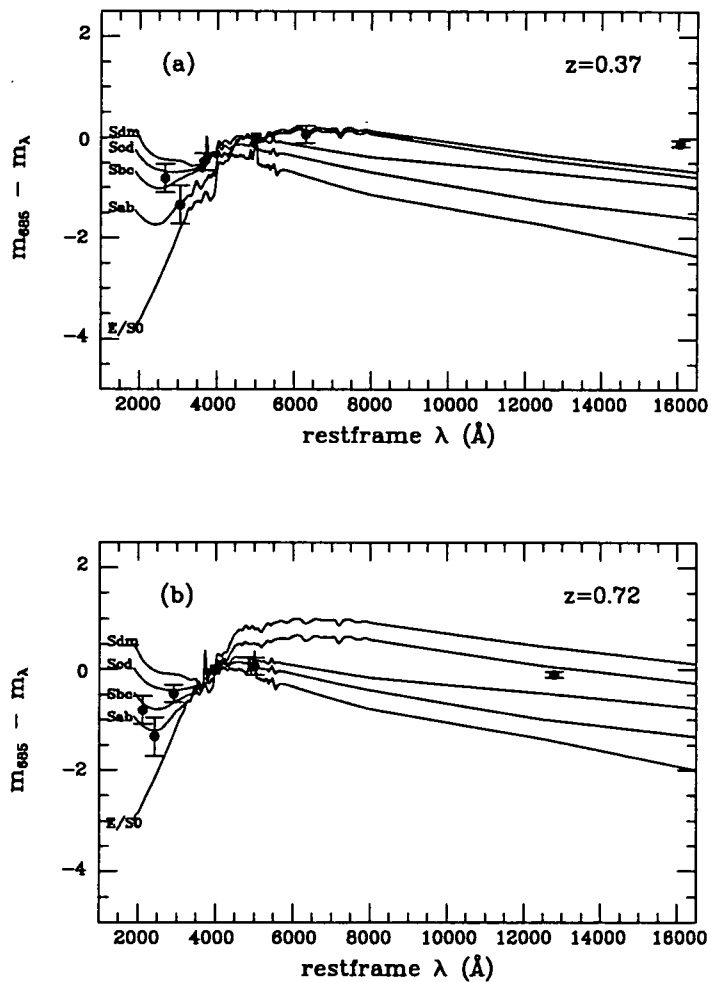 2
(a)
z=0.37
0
Sdm
Sod
Sbc
Sab
-2
E/S0
-4
m685 − mλ
2000 4000 6000 8000 10000 12000 14000 16000
restframe λ (Å)
2
(b)
z=0.72
Sdm
0
Sod
Sbc
Sab
-2
E/S0
-4
m685 − mλ
2000 4000 6000 8000 10000 12000 14000 16000
restframe λ (Å)